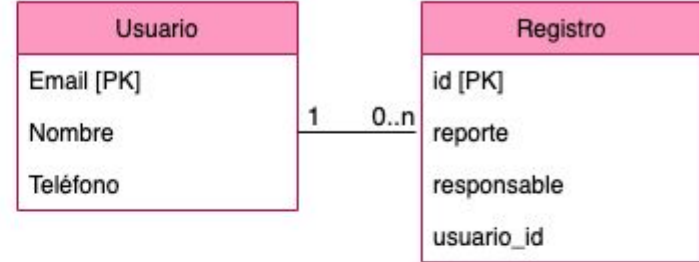 Usuario
Email [PK]
Nombre
Teléfono
1
0..n
Registro
id [PK]
reporte
responsable
usuario_id